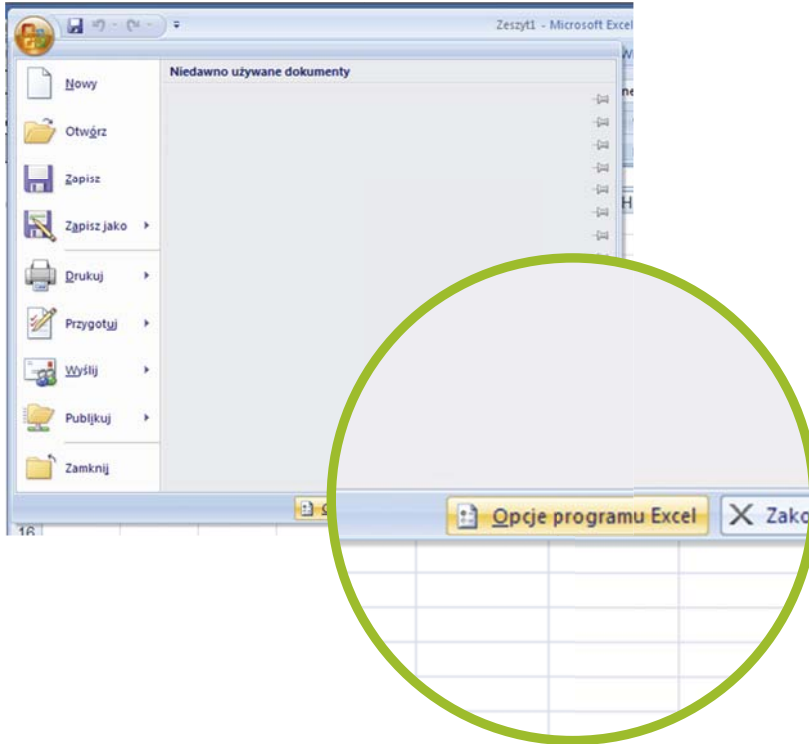 Zeszyt1 - Microsoft Excel
Niedawno używane dokumenty
Nowy
Otwórz
Zapisz
Zapisz jako
Drukuj
Przygotuj
Wyślij
Publikuj
Zamknij
H
16
Opcje programu Excel